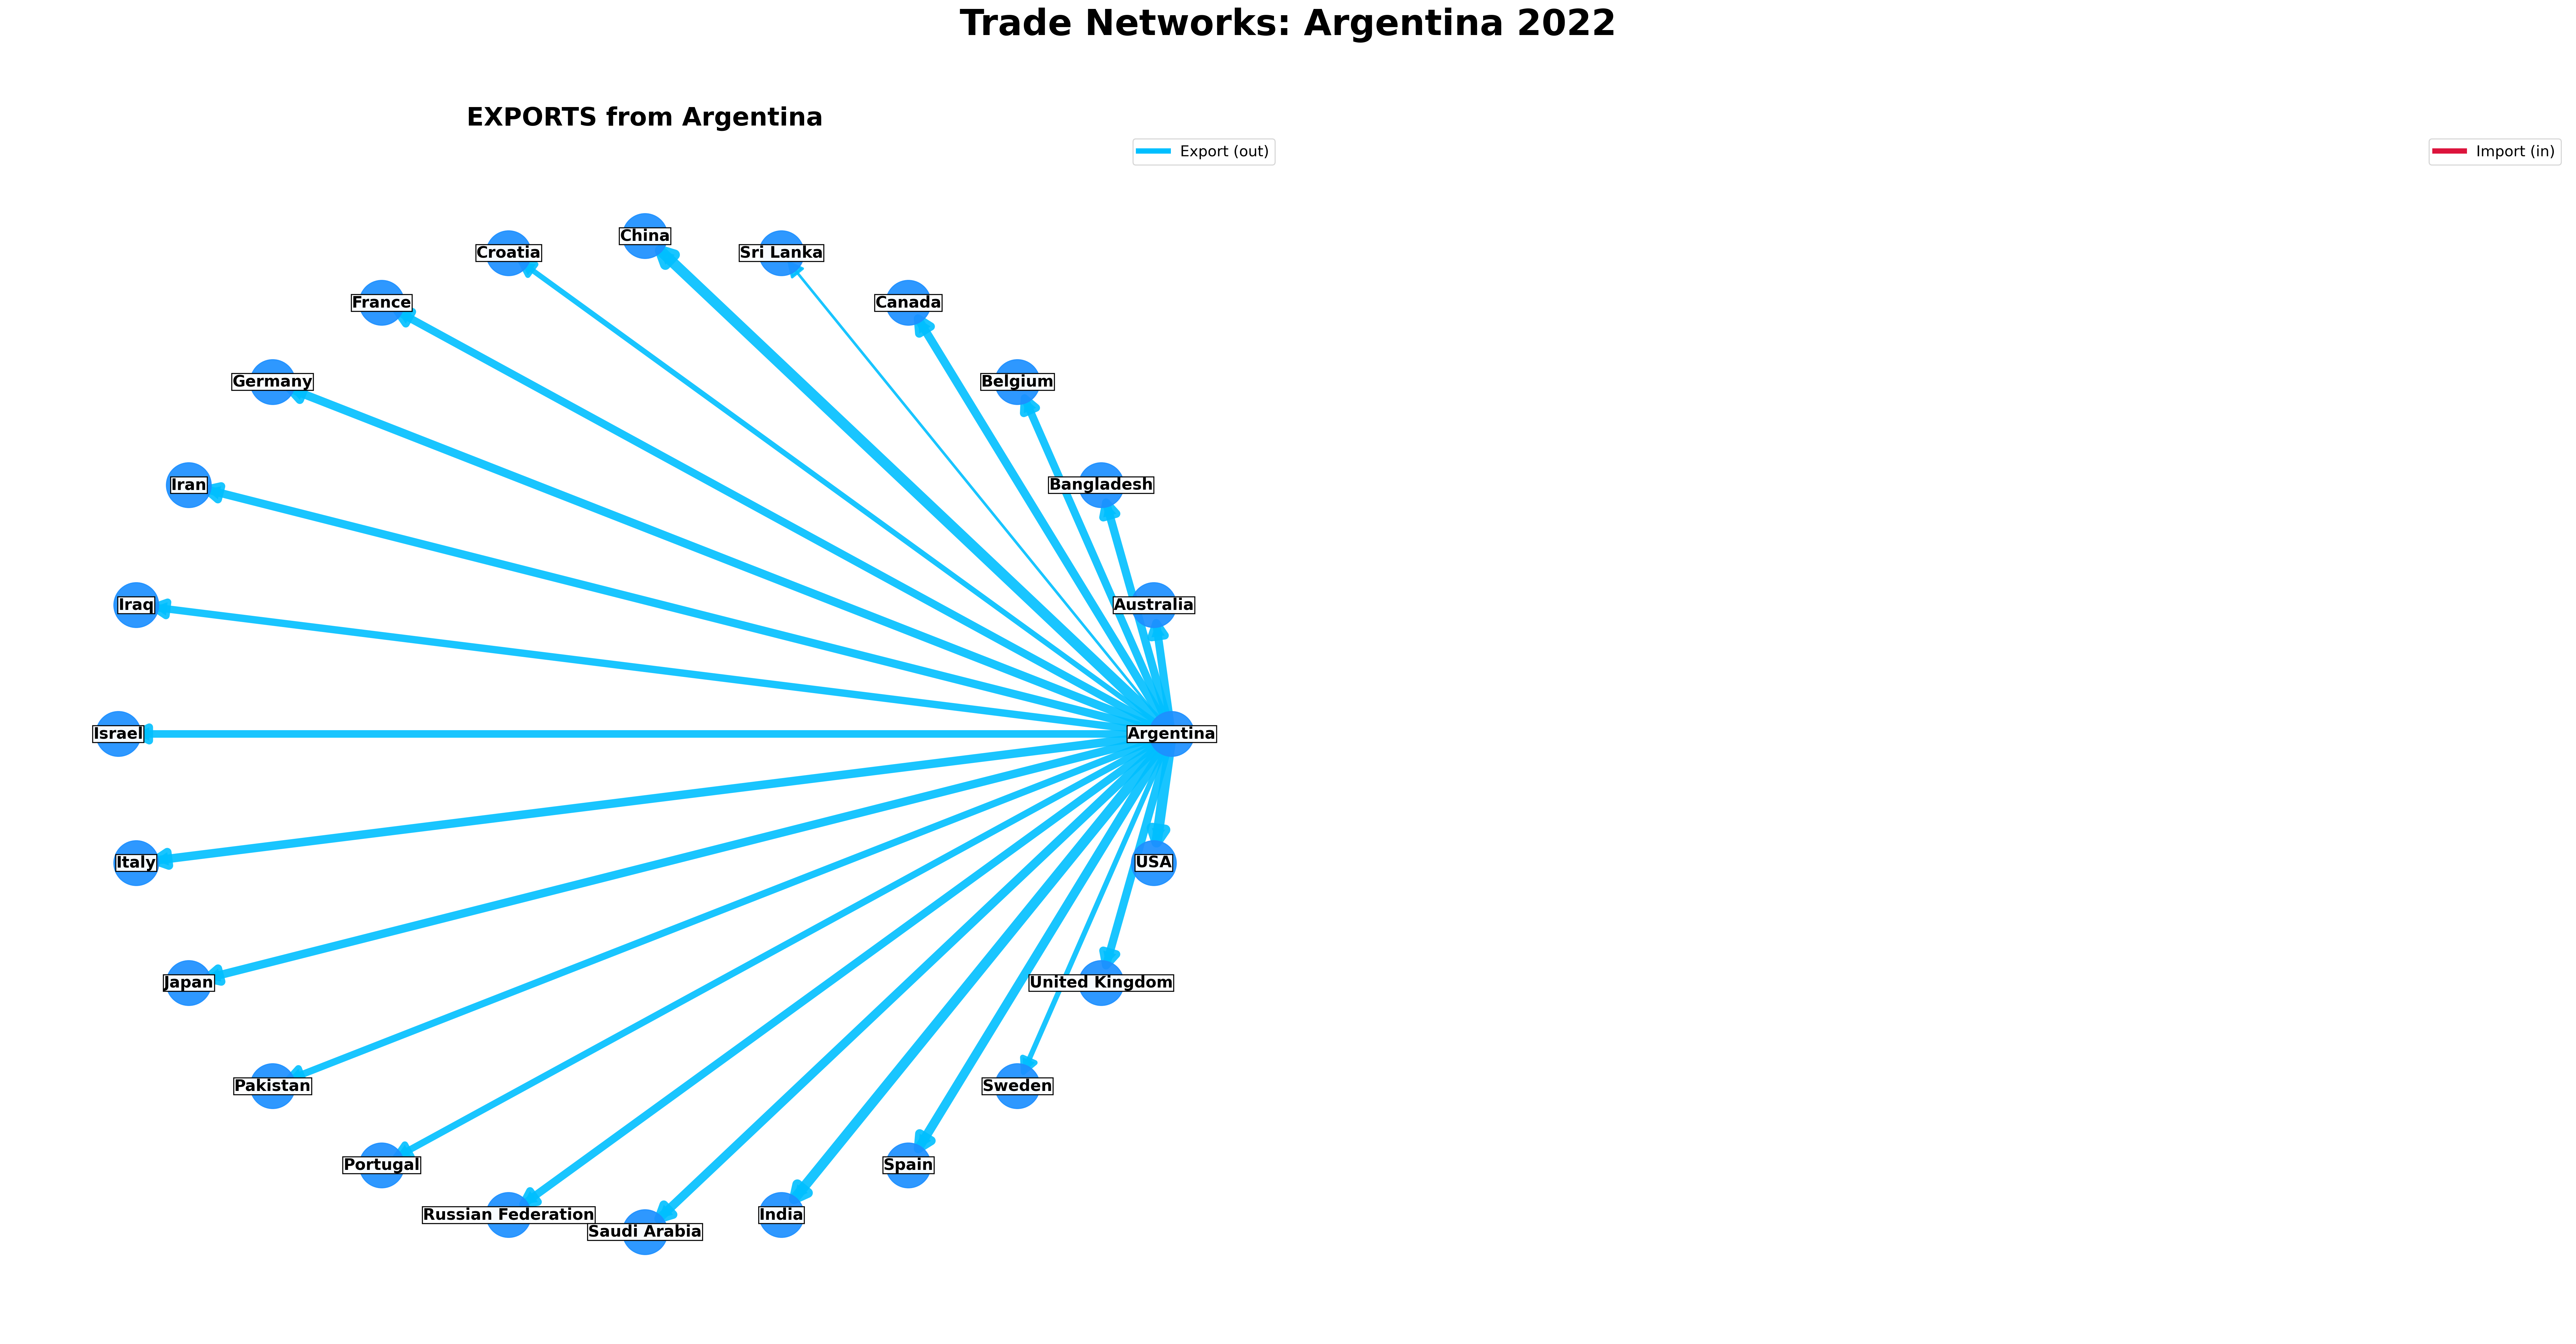 Trade Networks: Argentina 2022
EXPORTS from Argentina
Export (out)
Import (in)
China
Croatia
Sri Lanka
France
Canada
Germany
Belgium
Iran
Bangladesh
Iraq
Australia
Israel
Argentina
Italy
USA
Japan
United Kingdom
Pakistan
Sweden
Portugal
Spain
Russian Federation
India
Saudi Arabia